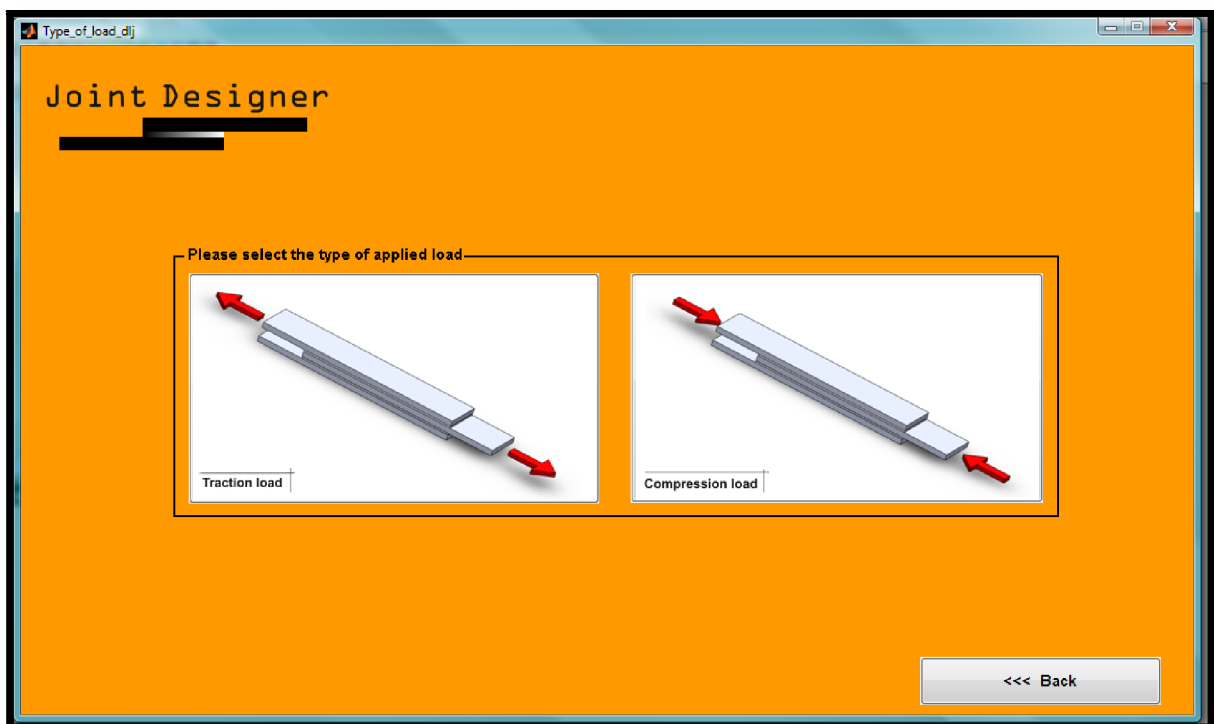 Type_of_load_dlj
Joint Designer
Please select the type of applied load
Traction load
Compression load
<<< Back